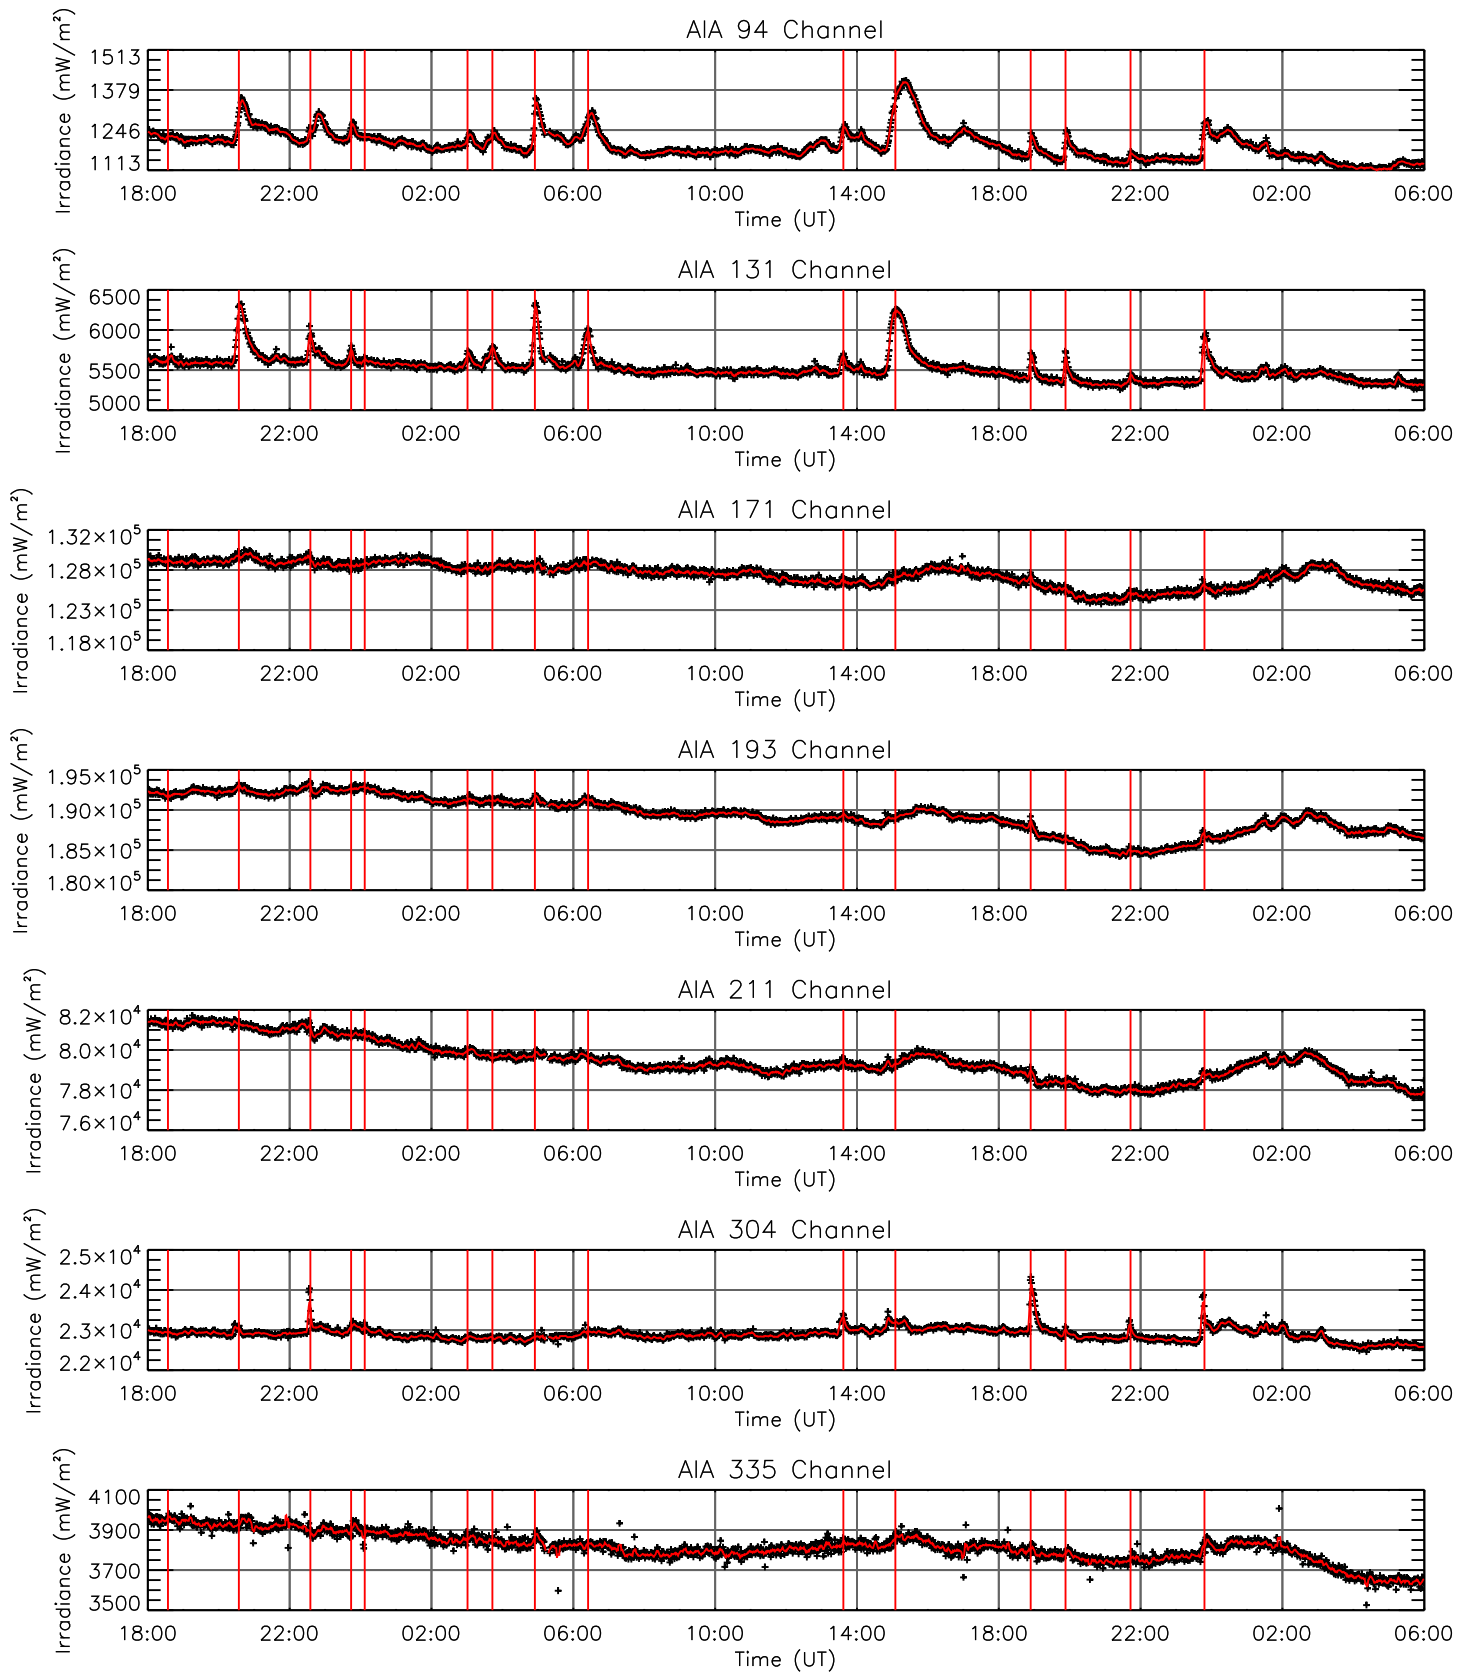 AIA 94 Channel
Irradiance (mW/m²)
1513
1379
1246
1113
18:00 22:00 02:00 06:00 10:00 14:00 18:00 22:00 02:00 06:00
Time (UT)
AIA 131 Channel
Irradiance (mW/m²)
6500
6000
5500
5000
18:00 22:00 02:00 06:00 10:00 14:00 18:00 22:00 02:00 06:00
Time (UT)
AIA 171 Channel
Irradiance (mW/m²)
1.32×10⁵
1.28×10⁵
1.23×10⁵
1.18×10⁵
18:00 22:00 02:00 06:00 10:00 14:00 18:00 22:00 02:00 06:00
Time (UT)
AIA 193 Channel
Irradiance (mW/m²)
1.95×10⁵
1.90×10⁵
1.85×10⁵
1.80×10⁵
18:00 22:00 02:00 06:00 10:00 14:00 18:00 22:00 02:00 06:00
Time (UT)
AIA 211 Channel
Irradiance (mW/m²)
8.2×10⁴
8.0×10⁴
7.8×10⁴
7.6×10⁴
18:00 22:00 02:00 06:00 10:00 14:00 18:00 22:00 02:00 06:00
Time (UT)
AIA 304 Channel
Irradiance (mW/m²)
2.5×10⁴
2.4×10⁴
2.3×10⁴
2.2×10⁴
18:00 22:00 02:00 06:00 10:00 14:00 18:00 22:00 02:00 06:00
Time (UT)
AIA 335 Channel
Irradiance (mW/m²)
4100
3900
3700
3500
18:00 22:00 02:00 06:00 10:00 14:00 18:00 22:00 02:00 06:00
Time (UT)